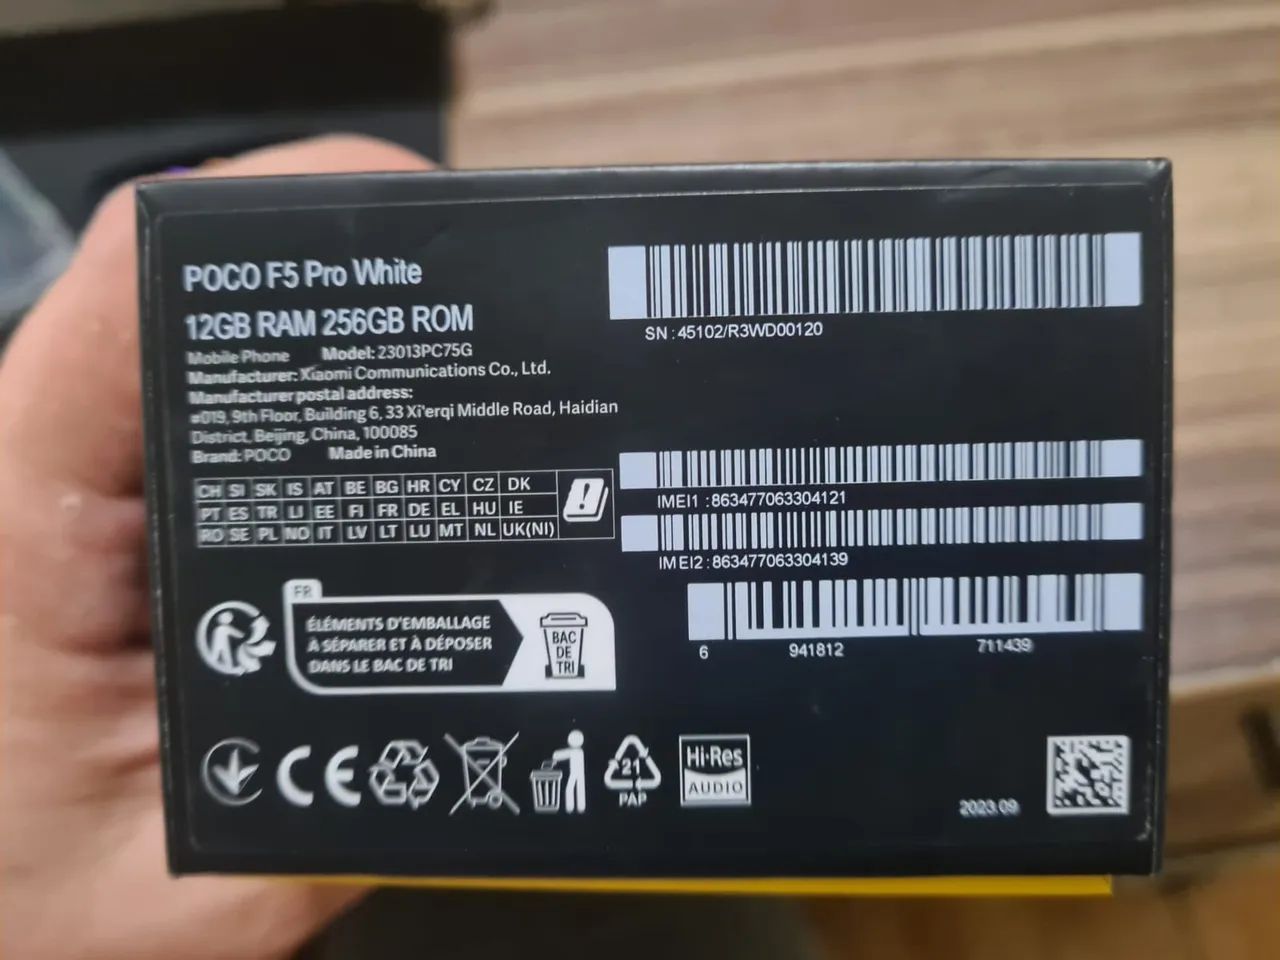 POCO F5 Pro White
12GB RAM 256GB ROM
Mobile Phone Model: 23013PC75G
Manufacturer: Xiaomi Communications Co., Ltd.
Manufacturer postal address:
#019, 9th Floor, Building 6, 33 Xi'erqi Middle Road, Haidian
District, Beijing, China, 100085
Brand: POCO Made in China
CH SI SK IS AT BE BG HR CY CZ DK
PT ES TR LI EE FI FR DE EL HU IE
RO SE PL NO IT LV LT LU MT NL UK(NI)
FR
ÉLÉMENTS D'EMBALLAGE
À SÉPARER ET À DÉPOSER
DANS LE BAC DE TRI
BAC
DE
TRI
CE
21
PAP
Hi-Res
AUDIO
SN : 45102/R3WD00120
IMEI1 : 863477063304121
IMEI2 : 863477063304139
6 941812 711439
2023.09